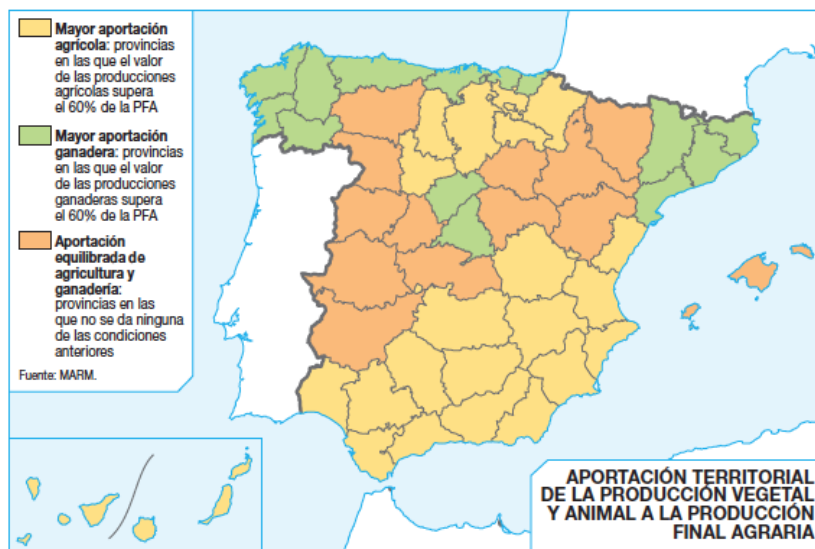 Mayor aportación
agrícola: provincias
en las que el valor
de las producciones
agrícolas supera
el 60% de la PFA
Mayor aportación
ganadera: provincias
en las que el valor
de las producciones
ganaderas supera
el 60% de la PFA
Aportación
equilibrada de
agricultura y
ganadería:
provincias en las
que no se da ninguna
de las condiciones
anteriores
Fuente: MARM.
APORTACIÓN TERRITORIAL
DE LA PRODUCCIÓN VEGETAL
Y ANIMAL A LA PRODUCCIÓN
FINAL AGRARIA